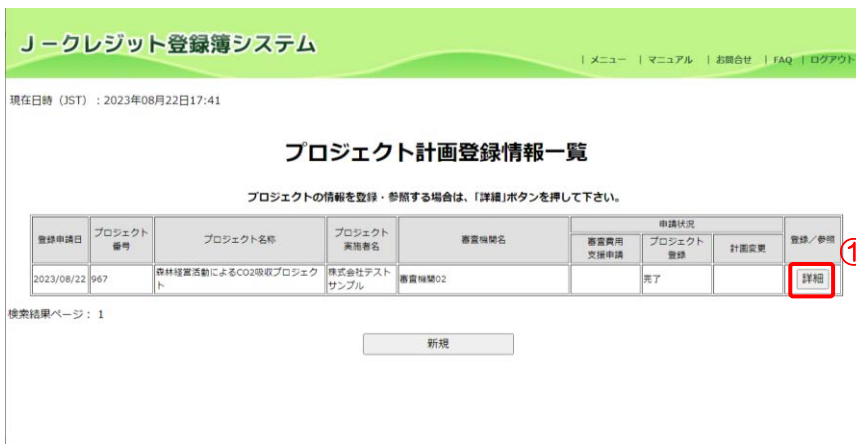 J-クレジット登録簿システム
| メニュー | マニュアル | お問合せ | FAQ | ログアウト
現在日時（JST）：2023年08月22日17:41
プロジェクト計画登録情報一覧
プロジェクトの情報を登録・参照する場合は、「詳細」ボタンを押して下さい。
登録申請日 プロジェクト番号 プロジェクト名称 プロジェクト実施者名 審査機関名 申請状況 登録／参照
審査費用支援申請 プロジェクト登録 計画変更
①
2023/08/22 967 森林経営活動によるCO2吸収プロジェクト 株式会社テストサンプル 審査機関02 完了 詳細
検索結果ページ： 1
新規